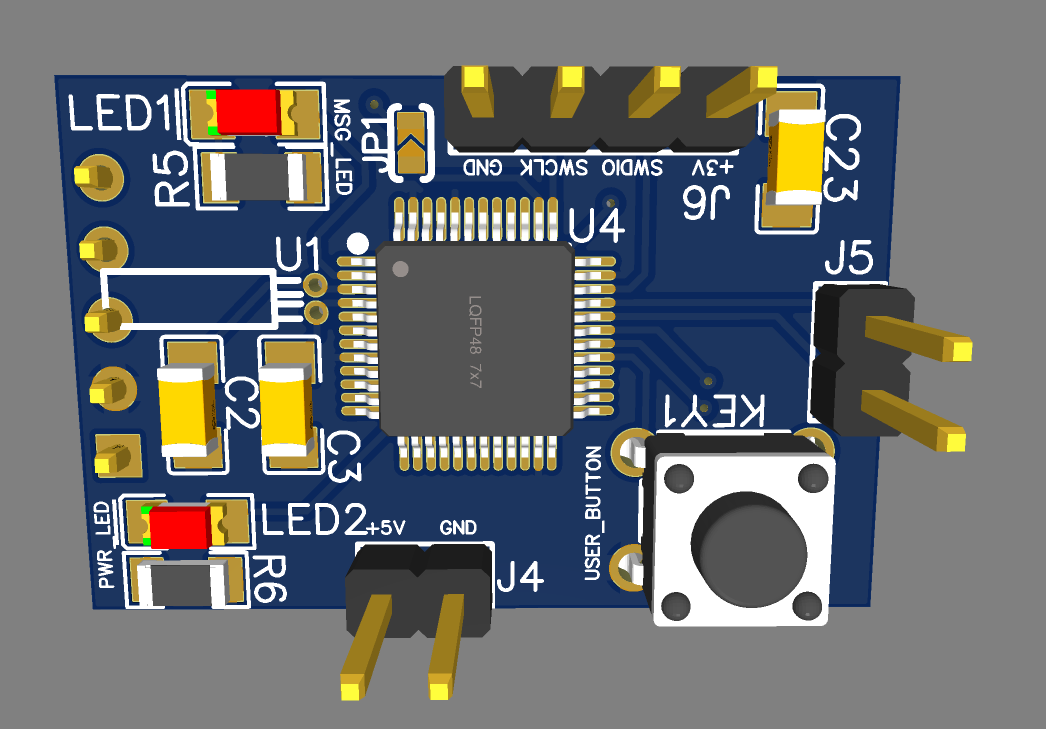 LED1
MSG_LED
JP1
R5
GND
SWCLK
SWDIO
+3V
J6
C23
U4
U1
J5
LQFP48 7x7
C2
C3
KEY1
USER_BUTTON
PWR_LED
LED2
+5V
GND
R6
J4